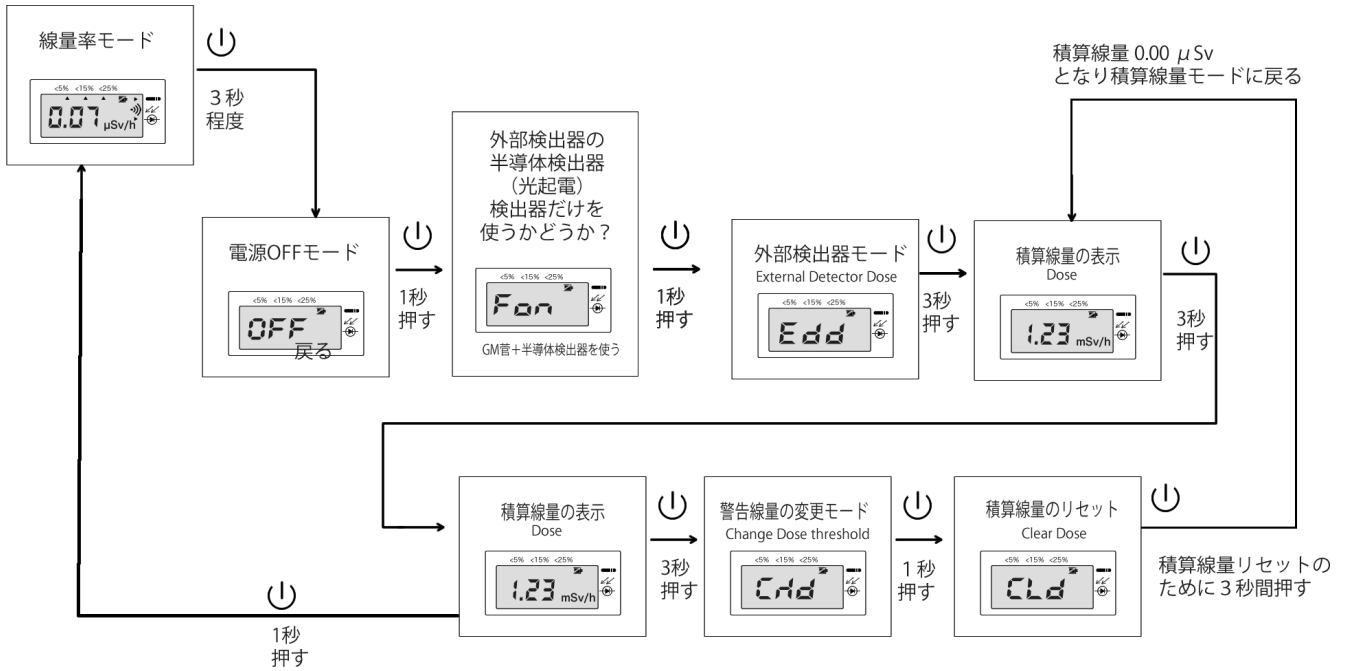 線量率モード
<5% <15% <25%
0.07 μSv/h
3秒
程度
電源OFFモード
<5% <15% <25%
OFF
戻る
1秒
押す
外部検出器の
半導体検出器
（光起電）
検出器だけを
使うかどうか？
<5% <15% <25%
Fon
GM菅＋半導体検出器を使う
1秒
押す
外部検出器モード
External Detector Dose
<5% <15% <25%
Edd
3秒
押す
積算線量の表示
Dose
<5% <15% <25%
1.23 mSv/h
3秒
押す
積算線量 0.00 μSv
となり積算線量モードに戻る
積算線量の表示
Dose
<5% <15% <25%
1.23 mSv/h
3秒
押す
警告線量の変更モード
Change Dose threshold
<5% <15% <25%
Cnd
1秒
押す
積算線量のリセット
Clear Dose
<5% <15% <25%
CLd
積算線量リセットの
ために3秒間押す
1秒
押す